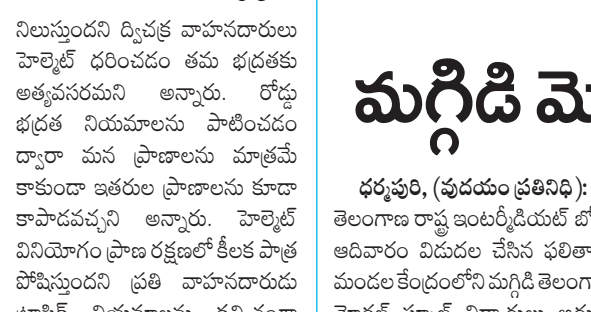 నిలుస్తుందని ద్విచక్ర వాహనదారులు
హెల్మెట్ ధరించడం తమ భద్రతకు
అత్యవసరమని అన్నారు. రోడ్డు
భద్రత నియమాలను పాటించడం
ద్వారా మన ప్రాణాలను మాత్రమే
కాకుండా ఇతరుల ప్రాణాలను కూడా
కాపాడవచ్చని అన్నారు. హెల్మెట్
వినియోగం ప్రాణ రక్షణలో కీలక పాత్ర
పోషిస్తుందని ప్రతి వాహనదారుడు
మగ్గిడి
ధర్మపురి, (వుదయం ప్రతినిధి):
తెలంగాణ రాష్ట్ర ఇంటర్మీడియట్
ఆదివారం విడుదల చేసిన
మండల కేంద్రంలోని మగ్గిడి